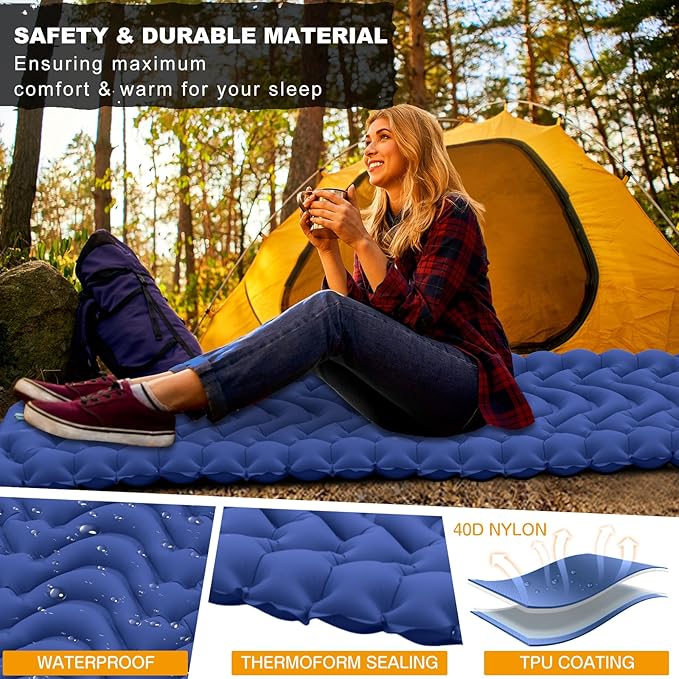 SAFETY & DURABLE MATERIAL
Ensuring maximum
comfort & warm for your sleep
40D NYLON
WATERPROOF
THERMOFORM SEALING
TPU COATING